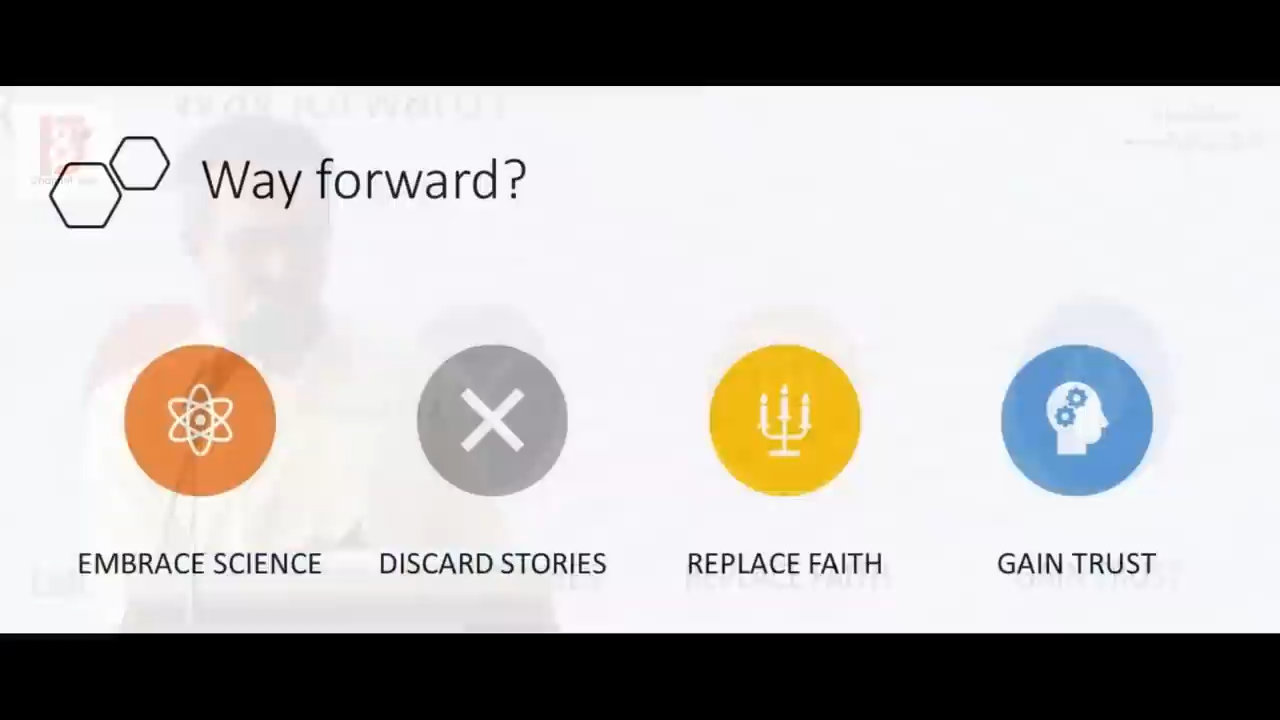 Way forward?
EMBRACE SCIENCE
DISCARD STORIES
REPLACE FAITH
GAIN TRUST